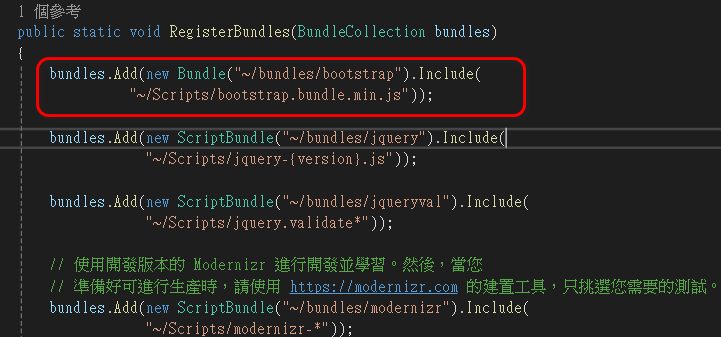 1 個參考
public static void RegisterBundles(BundleCollection bundles)
{
bundles.Add(new Bundle("~/bundles/bootstrap").Include(
"~/Scripts/bootstrap.bundle.min.js"));
bundles.Add(new ScriptBundle("~/bundles/jquery").Include(
"~/Scripts/jquery-{version}.js"));
bundles.Add(new ScriptBundle("~/bundles/jqueryval").Include(
"~/Scripts/jquery.validate*"));
// 使用開發版本的 Modernizr 進行開發並學習。然後，當您
// 準備好可進行生產時，請使用 https://modernizr.com 的建置工具，只挑選您需要的測試。
bundles.Add(new ScriptBundle("~/bundles/modernizr").Include(
"~/Scripts/modernizr-*"));